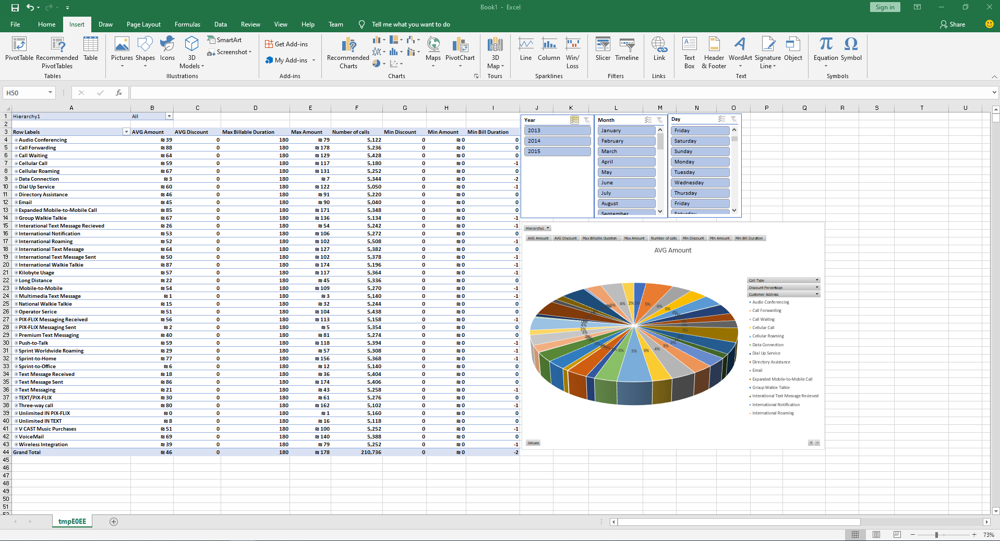 Book1 - Excel
Sign in
File Home Insert Draw Page Layout Formulas Data Review View Help Team Tell me what you want to do
Share
PivotTable
Recommended PivotTables
Table
Tables
Pictures
Shapes
Icons
3D Models
SmartArt
Screenshot
Illustrations
Get Add-ins
My Add-ins
Add-ins
Recommended Charts
Maps
PivotChart
Charts
3D Map
Tours
Line
Column
Win/Loss
Sparklines
Slicer
Timeline
Filters
Link
Links
Text Box
Header & Footer
WordArt
Signature Line
Object
Text
Equation
Symbol
Symbols
H50
fx
A B C D E F G H I J K L M N O P Q R S T U
1 Hierarchy1 All
2
3 Row Labels AVG Amount AVG Discount Max Billable Duration Max Amount Number of calls Min Discount Min Amount Min Bill Duration
4 Audio Conferencing ₪ 39 0 180 ₪ 79 5,122 0 ₪ 0 0
5 Call Forwarding ₪ 88 0 180 ₪ 178 5,236 0 ₪ 0 0
6 Call Waiting ₪ 64 0 180 ₪ 129 5,428 0 ₪ 0 0
7 Cellular Call ₪ 59 0 180 ₪ 117 5,180 0 ₪ 0 -1
8 Cellular Roaming ₪ 67 0 180 ₪ 131 5,252 0 ₪ 0 0
9 Data Connection ₪ 3 0 180 ₪ 7 5,344 0 ₪ 0 -2
10 Dial Up Service ₪ 60 0 180 ₪ 122 5,050 0 ₪ 0 -1
11 Directory Assistance ₪ 46 0 180 ₪ 91 5,220 0 ₪ 0 0
12 Email ₪ 45 0 180 ₪ 90 5,040 0 ₪ 0 0
13 Expanded Mobile-to-Mobile Call ₪ 85 0 180 ₪ 171 5,348 0 ₪ 0 0
14 Group Walkie Talkie ₪ 67 0 180 ₪ 136 5,134 0 ₪ 0 -1
15 Interational Text Message Recieved ₪ 26 0 180 ₪ 54 5,242 0 ₪ 0 -1
16 International Notification ₪ 53 0 180 ₪ 106 5,272 0 ₪ 0 0
17 International Roaming ₪ 52 0 180 ₪ 102 5,508 0 ₪ 0 -1
18 International Text Message ₪ 64 0 180 ₪ 127 5,382 0 ₪ 0 0
19 International Text Message Sent ₪ 50 0 180 ₪ 102 5,378 0 ₪ 0 -1
20 International Walkie Talkie ₪ 87 0 180 ₪ 174 5,196 0 ₪ 0 -1
21 Kilobyte Usage ₪ 57 0 180 ₪ 117 5,364 0 ₪ 0 -1
22 Long Distance ₪ 22 0 180 ₪ 45 5,336 0 ₪ 0 0
23 Mobile-to-Mobile ₪ 54 0 180 ₪ 109 5,270 0 ₪ 0 -1
24 Multimedia Text Message ₪ 1 0 180 ₪ 3 5,140 0 ₪ 0 -1
25 National Walkie Talkie ₪ 15 0 180 ₪ 32 5,244 0 ₪ 0 0
26 Operator Serice ₪ 51 0 180 ₪ 104 5,438 0 ₪ 0 0
27 PIX-FLIX Messaging Received ₪ 56 0 180 ₪ 113 5,158 0 ₪ 0 -1
28 PIX-FLIX Messaging Sent ₪ 2 0 180 ₪ 5 5,354 0 ₪ 0 0
29 Premium Text Messaging ₪ 40 0 180 ₪ 81 5,274 0 ₪ 0 0
30 Push-to-Talk ₪ 59 0 180 ₪ 118 5,394 0 ₪ 0 -1
31 Sprint Worldwide Roaming ₪ 29 0 180 ₪ 57 5,308 0 ₪ 0 -1
32 Sprint-to-Home ₪ 77 0 180 ₪ 156 5,368 0 ₪ 0 -1
33 Sprint-to-Office ₪ 6 0 180 ₪ 12 5,140 0 ₪ 0 0
34 Text Message Received ₪ 18 0 180 ₪ 36 5,404 0 ₪ 0 0
35 Text Message Sent ₪ 86 0 180 ₪ 174 5,406 0 ₪ 0 0
36 Text Messaging ₪ 21 0 180 ₪ 43 5,258 0 ₪ 0 -1
37 TEXT/PIX-FLIX ₪ 30 0 180 ₪ 61 5,276 0 ₪ 0 0
38 Three-way call ₪ 80 0 180 ₪ 162 5,102 0 ₪ 0 -1
39 Unlimited IN PIX-FLIX ₪ 0 0 180 ₪ 1 5,160 0 ₪ 0 0
40 Unlimited IN TEXT ₪ 8 0 180 ₪ 16 5,118 0 ₪ 0 0
41 V CAST Music Purchases ₪ 51 0 180 ₪ 100 5,252 0 ₪ 0 -1
42 VoiceMail ₪ 69 0 180 ₪ 140 5,388 0 ₪ 0 0
43 Wireless Integration ₪ 39 0 180 ₪ 79 5,252 0 ₪ 0 -1
44 Grand Total ₪ 46 0 180 ₪ 178 210,736 0 ₪ 0 -2
45
46
47
48
49
50
51
Year
2013
2014
2015
Month
January
February
March
April
May
June
July
August
September
Day
Friday
Saturday
Sunday
Monday
Tuesday
Wednesday
Thursday
Friday
Saturday
Hierarchy1
AVG Amount AVG Discount Max Billable Duration Max Amount Number of calls Min Discount Min Amount Min Bill Duration
AVG Amount
4% 2% 5% 4% 3%
4% 5%
2% 3%
3% 5% 3% 4% 3%
Call Type
Discount Percentage
Customer Address
Audio Conferencing
Call Forwarding
Call Waiting
Cellular Call
Cellular Roaming
Data Connection
Dial Up Service
Directory Assistance
Email
Expanded Mobile-to-Mobile Call
Group Walkie Talkie
Interational Text Message Recieved
International Notification
International Roaming
Values
tmpE0EE
73%